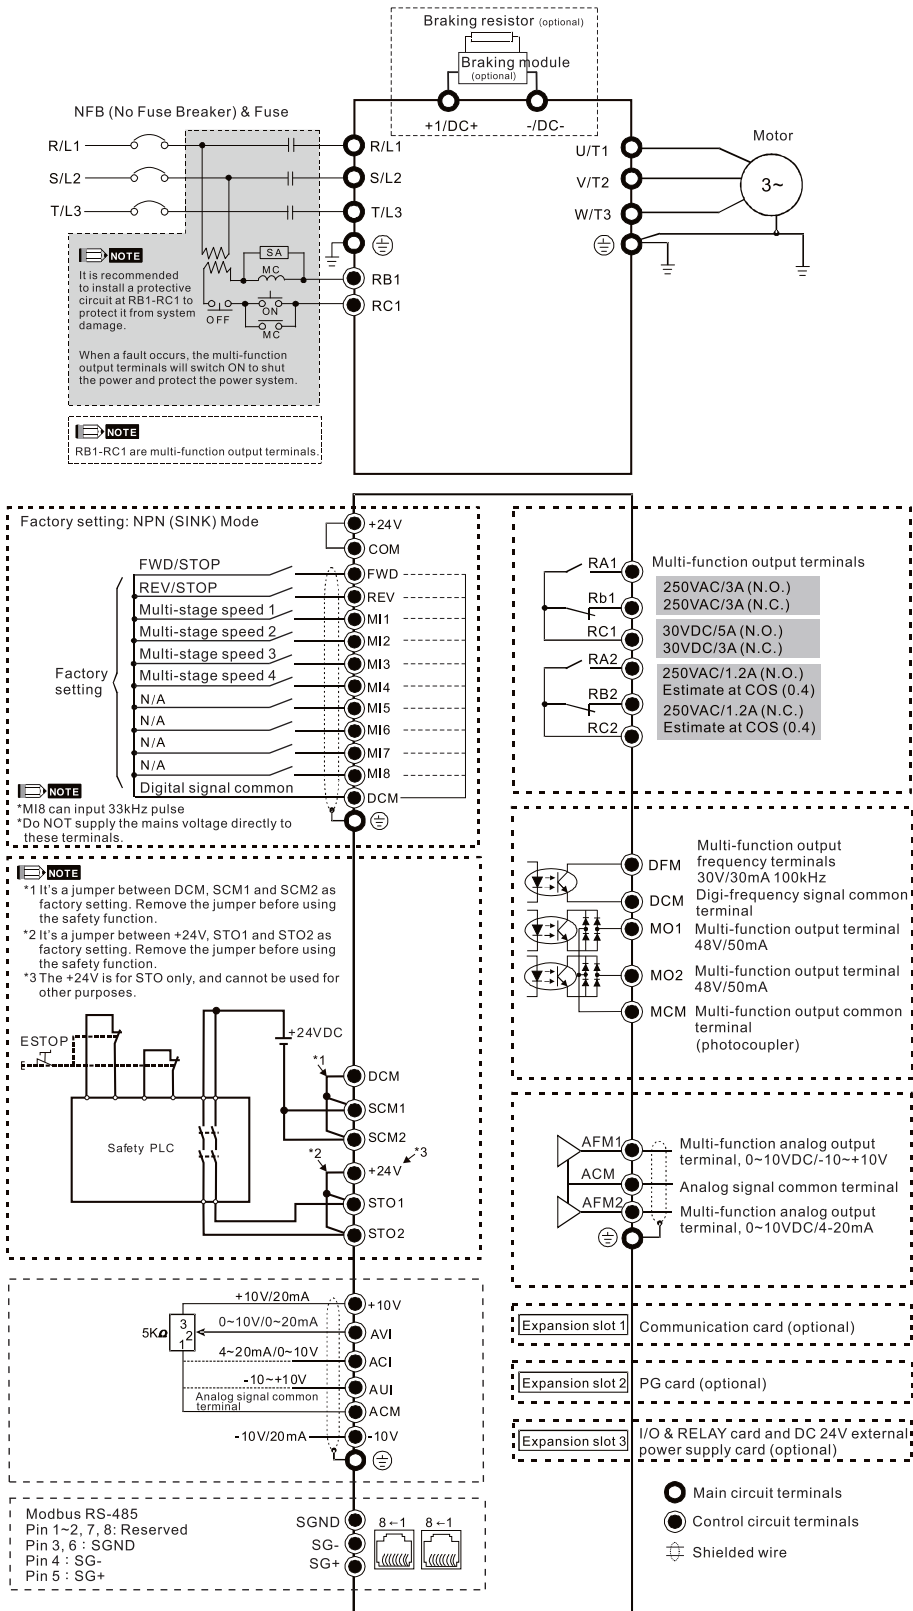 Braking resistor (optional)
Braking module
(optional)
NFB (No Fuse Breaker) & Fuse
+1/DC+
-/DC-
Motor
R/L1
R/L1
U/T1
S/L2
S/L2
V/T2
3~
T/L3
T/L3
W/T3
NOTE
It is recommended
to install a protective
circuit at RB1-RC1 to
protect it from system
damage.
When a fault occurs, the multi-function
output terminals will switch ON to shut
the power and protect the power system.
SA
MC
RB1
OFF
ON
MC
RC1
NOTE
RB1-RC1 are multi-function output terminals.
Factory setting: NPN (SINK) Mode
+24V
COM
FWD/STOP
FWD
REV/STOP
REV
Multi-stage speed 1
MI1
Multi-stage speed 2
MI2
Multi-stage speed 3
MI3
Factory
setting
Multi-stage speed 4
MI4
N/A
MI5
N/A
MI6
N/A
MI7
N/A
MI8
Digital signal common
DCM
NOTE
*MI8 can input 33kHz pulse
*Do NOT supply the mains voltage directly to
these terminals.
RA1
Multi-function output terminals
250VAC/3A (N.O.)
250VAC/3A (N.C.)
Rb1
RC1
30VDC/5A (N.O.)
30VDC/3A (N.C.)
RA2
250VAC/1.2A (N.O.)
Estimate at COS (0.4)
RB2
250VAC/1.2A (N.C.)
Estimate at COS (0.4)
RC2
NOTE
*1 It's a jumper between DCM, SCM1 and SCM2 as
factory setting. Remove the jumper before using
the safety function.
*2 It's a jumper between +24V, STO1 and STO2 as
factory setting. Remove the jumper before using
the safety function.
*3 The +24V is for STO only, and cannot be used for
other purposes.
ESTOP
+24VDC
*1
DCM
SCM1
Safety PLC
SCM2
*2
+24V
*3
STO1
STO2
DFM
Multi-function output
frequency terminals
30V/30mA 100kHz
DCM
Digi-frequency signal common
terminal
MO1
Multi-function output terminal
48V/50mA
MO2
Multi-function output terminal
48V/50mA
MCM
Multi-function output common
terminal
(photocoupler)
AFM1
Multi-function analog output
terminal, 0~10VDC/-10~+10V
ACM
Analog signal common terminal
AFM2
Multi-function analog output
terminal, 0~10VDC/4-20mA
+10V/20mA
+10V
5KΩ
3
2
1
0~10V/0~20mA
AVI
4~20mA/0~10V
ACI
-10~+10V
AUI
Analog signal common
terminal
ACM
-10V/20mA
-10V
Expansion slot 1
Communication card (optional)
Expansion slot 2
PG card (optional)
Expansion slot 3
I/O & RELAY card and DC 24V external
power supply card (optional)
Modbus RS-485
Pin 1~2, 7, 8: Reserved
Pin 3, 6 : SGND
Pin 4 : SG-
Pin 5 : SG+
SGND
SG-
SG+
8←1
8←1
Main circuit terminals
Control circuit terminals
Shielded wire